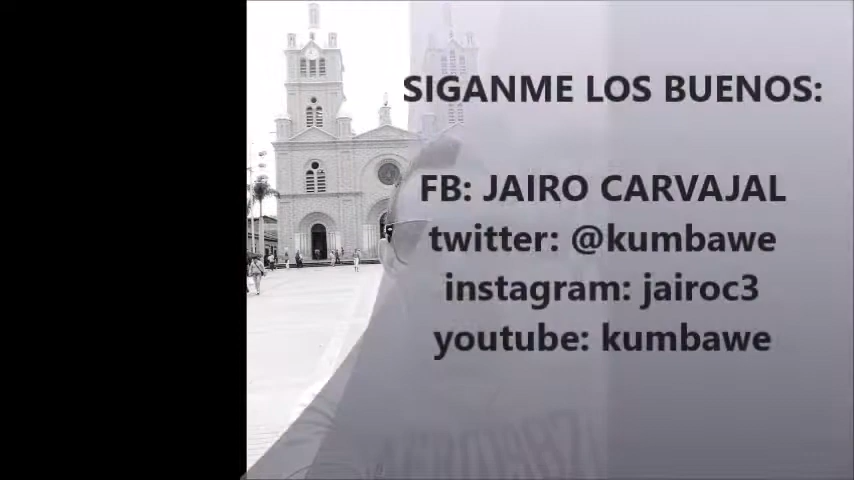 SIGANME LOS BUENOS:
FB: JAIRO CARVAJAL
twitter: @kumbawe
instagram: jairoc3
youtube: kumbawe